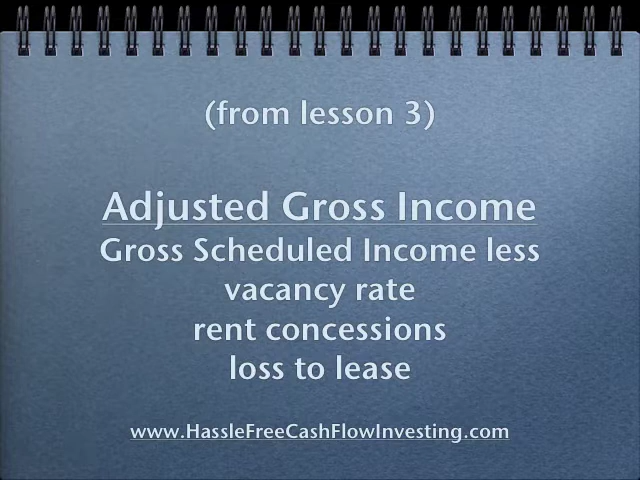 (from lesson 3)
Adjusted Gross Income
Gross Scheduled Income less
vacancy rate
rent concessions
loss to lease
www.HassleFreeCashFlowInvesting.com